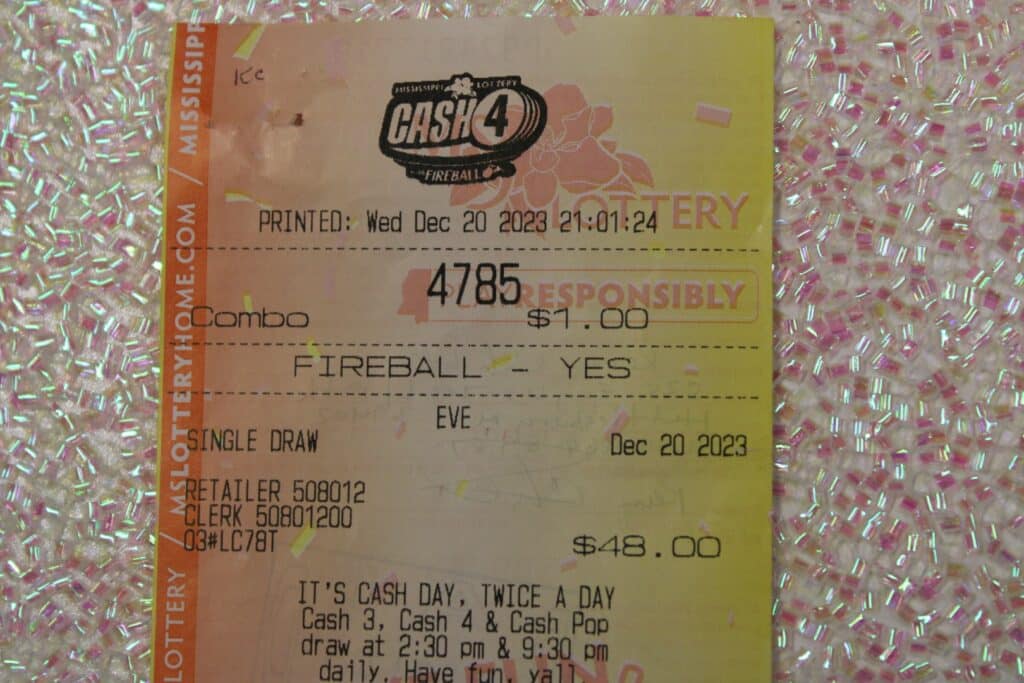 Kc
MISSISSIPPI LOTTERY
CASH 4
FIREBALL
LOTTERY
PRINTED: Wed Dec 20 2023 21:01:24
4785
RESPONSIBLY
Combo $1.00
FIREBALL - YES
EVE
SINGLE DRAW Dec 20 2023
RETAILER 508012
CLERK 50801200
03#LC78T
$48.00
IT'S CASH DAY, TWICE A DAY
Cash 3, Cash 4 & Cash Pop
draw at 2:30 pm & 9:30 pm
daily. Have fun, yall.
LOTTERY / MSLOTTERYHOME.COM / MISSISSIPP